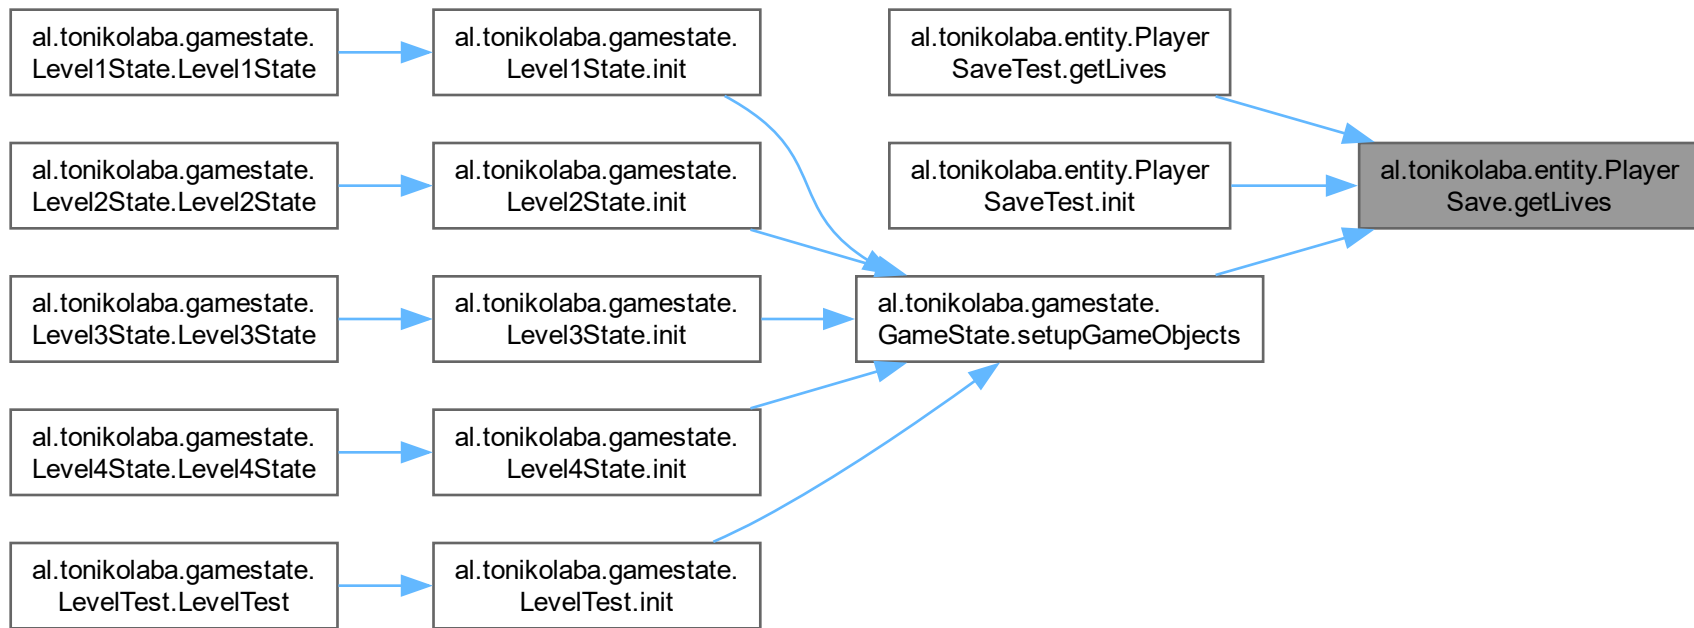 al.tonikolaba.gamestate.
Level1State.Level1State
al.tonikolaba.gamestate.
Level1State.init
al.tonikolaba.entity.Player
SaveTest.getLives
al.tonikolaba.gamestate.
Level2State.Level2State
al.tonikolaba.gamestate.
Level2State.init
al.tonikolaba.entity.Player
SaveTest.init
al.tonikolaba.entity.Player
Save.getLives
al.tonikolaba.gamestate.
Level3State.Level3State
al.tonikolaba.gamestate.
Level3State.init
al.tonikolaba.gamestate.
GameState.setupGameObjects
al.tonikolaba.gamestate.
Level4State.Level4State
al.tonikolaba.gamestate.
Level4State.init
al.tonikolaba.gamestate.
LevelTest.LevelTest
al.tonikolaba.gamestate.
LevelTest.init